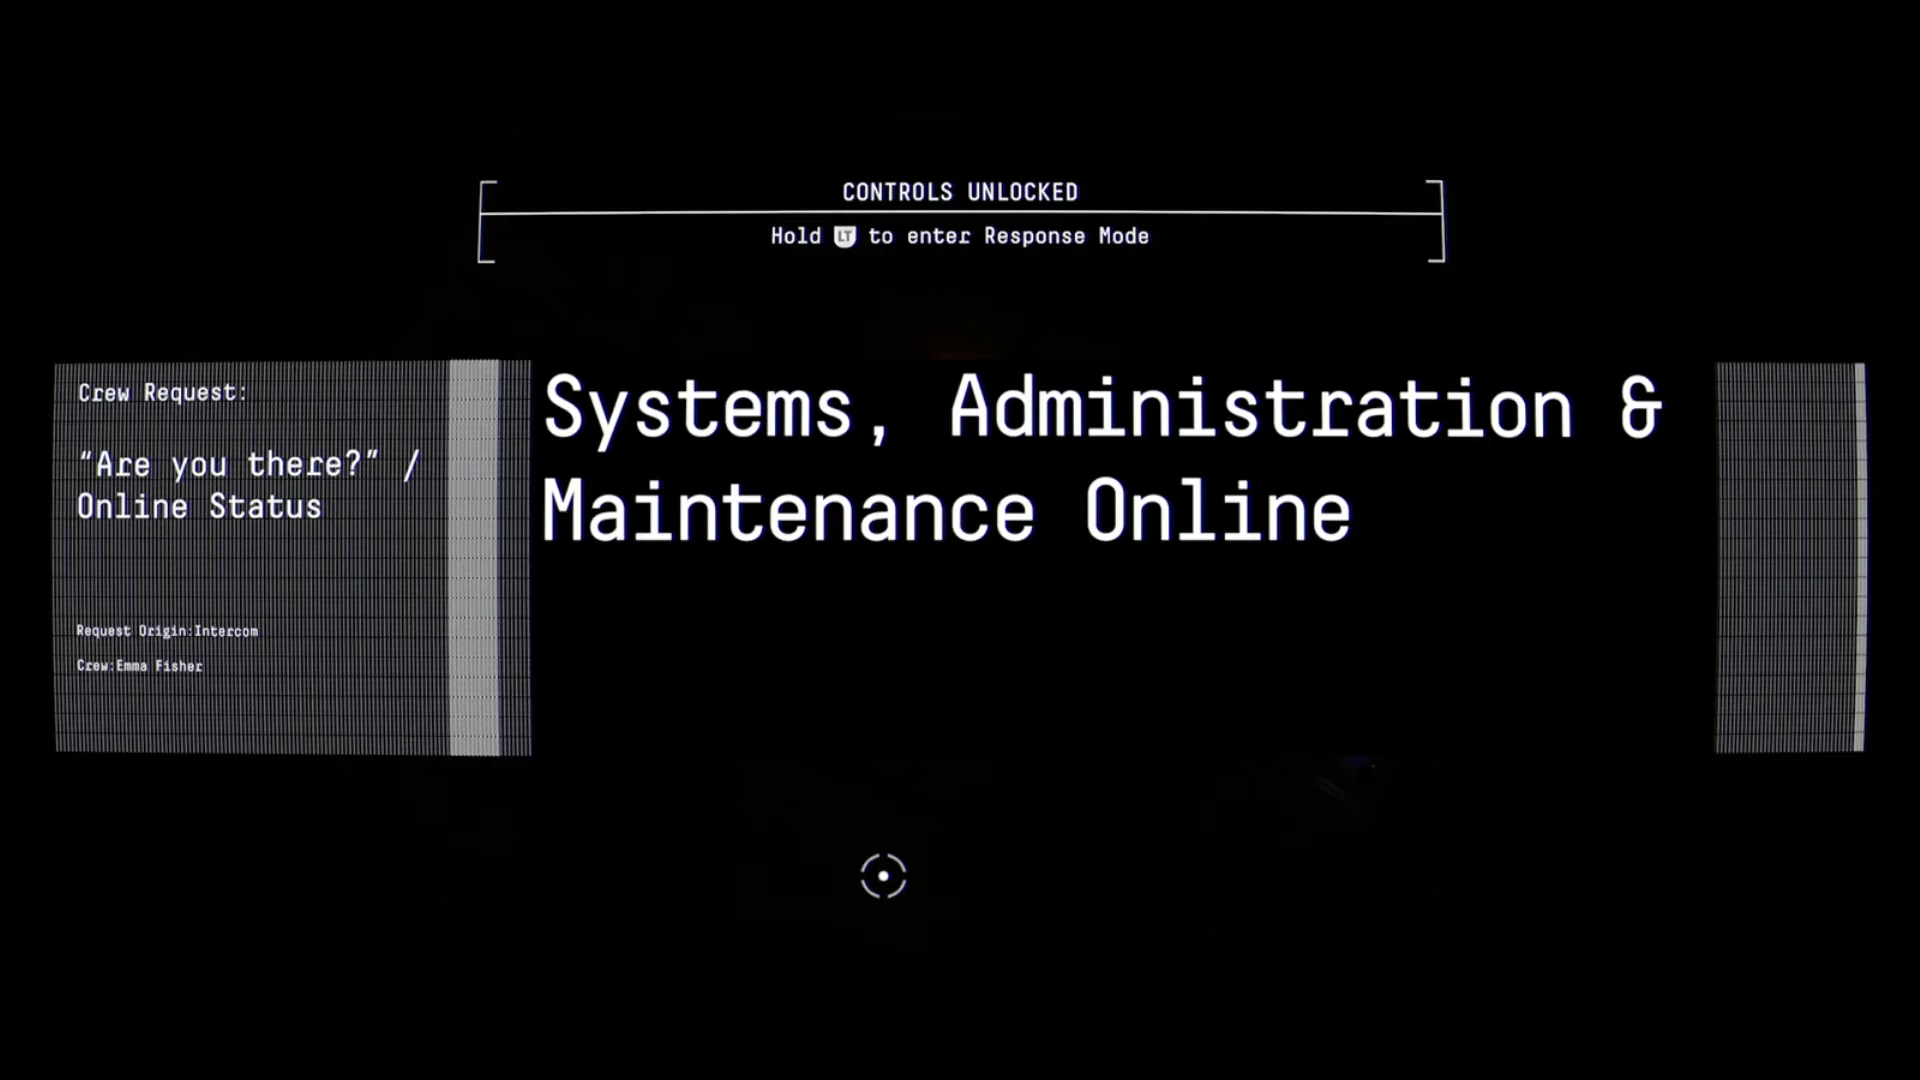 CONTROLS UNLOCKED
Hold LT to enter Response Mode
Crew Request:
“Are you there?” /
Online Status
Request Origin:Intercom
Crew:Emma Fisher
Systems, Administration &
Maintenance Online